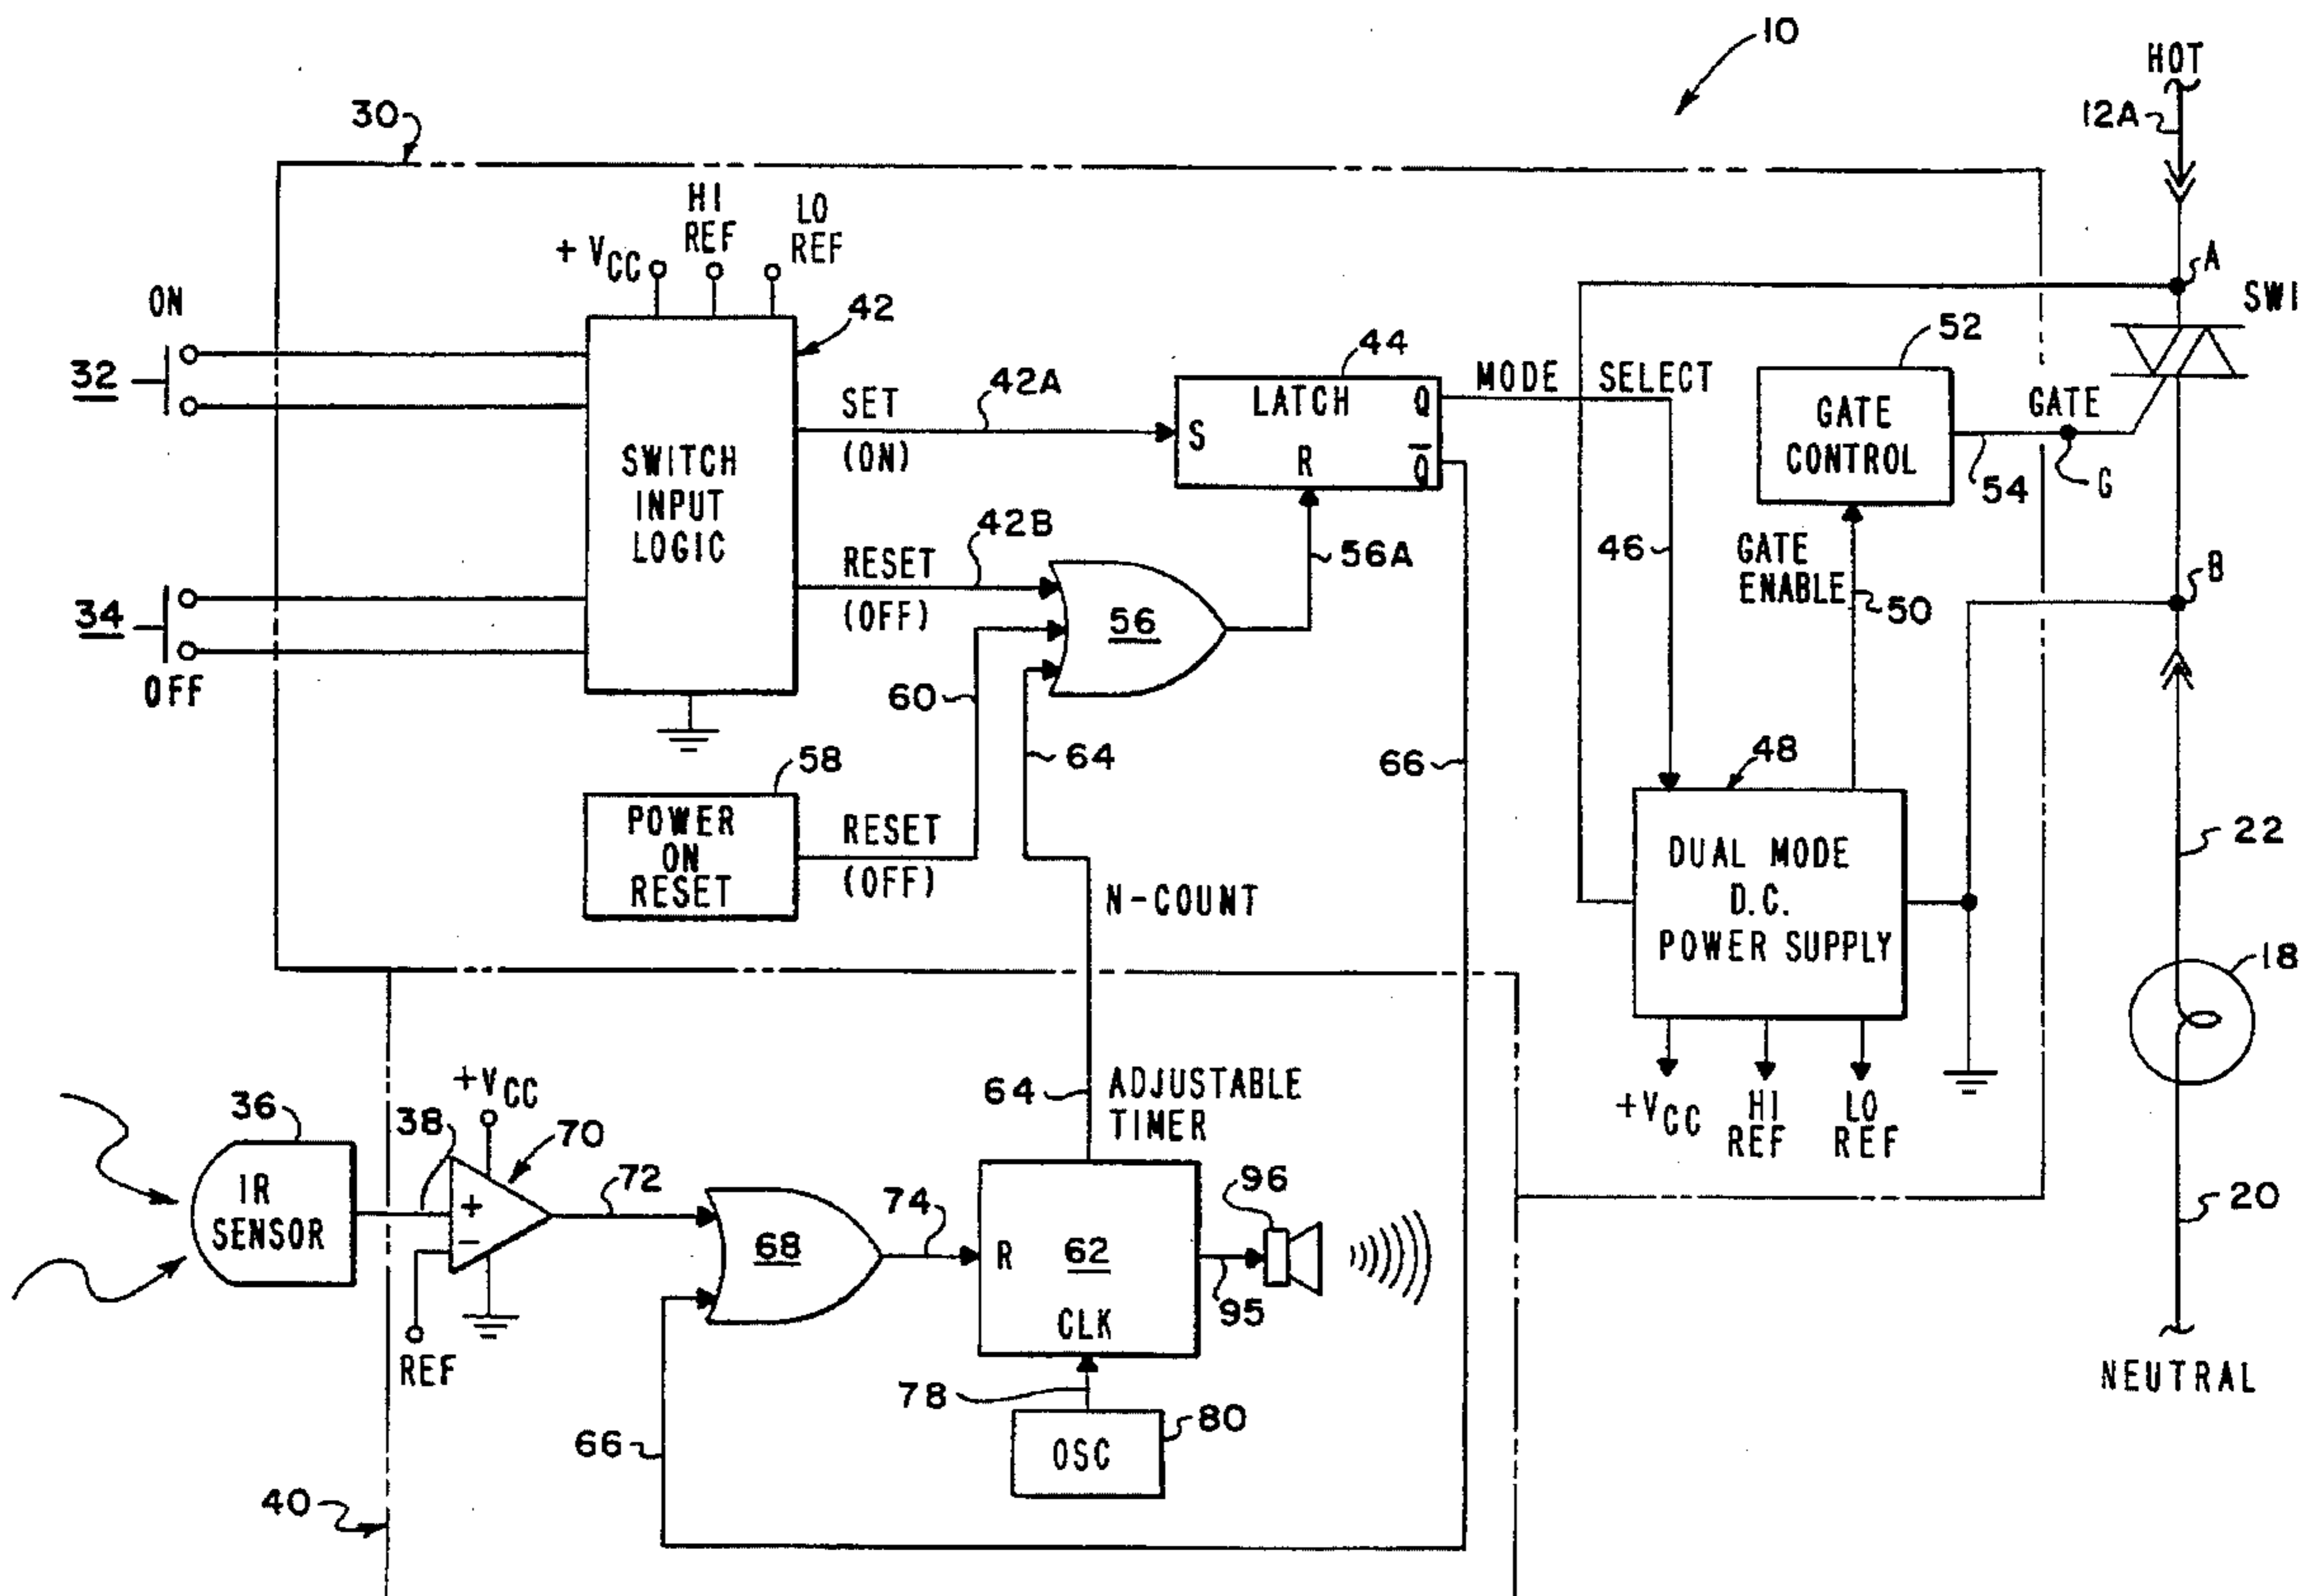 10
HOT
12A
30
HI
REF
LO
REF
+ VCC
A
SW1
ON
42
32
SET
(ON)
42A
44
LATCH
S
R
Q
Q̅
MODE SELECT
52
GATE
CONTROL
GATE
54
G
SWITCH
INPUT
LOGIC
42B
RESET
(OFF)
56
56A
46
GATE
ENABLE
50
B
34
OFF
60
64
66
48
58
POWER
ON
RESET
RESET
(OFF)
N-COUNT
DUAL MODE
D.C.
POWER SUPPLY
22
18
+VCC
HI
REF
LO
REF
36
IR
SENSOR
38
+VCC
70
+
−
REF
72
68
74
64
ADJUSTABLE
TIMER
R
62
CLK
96
95
20
NEUTRAL
78
80
OSC
66
40